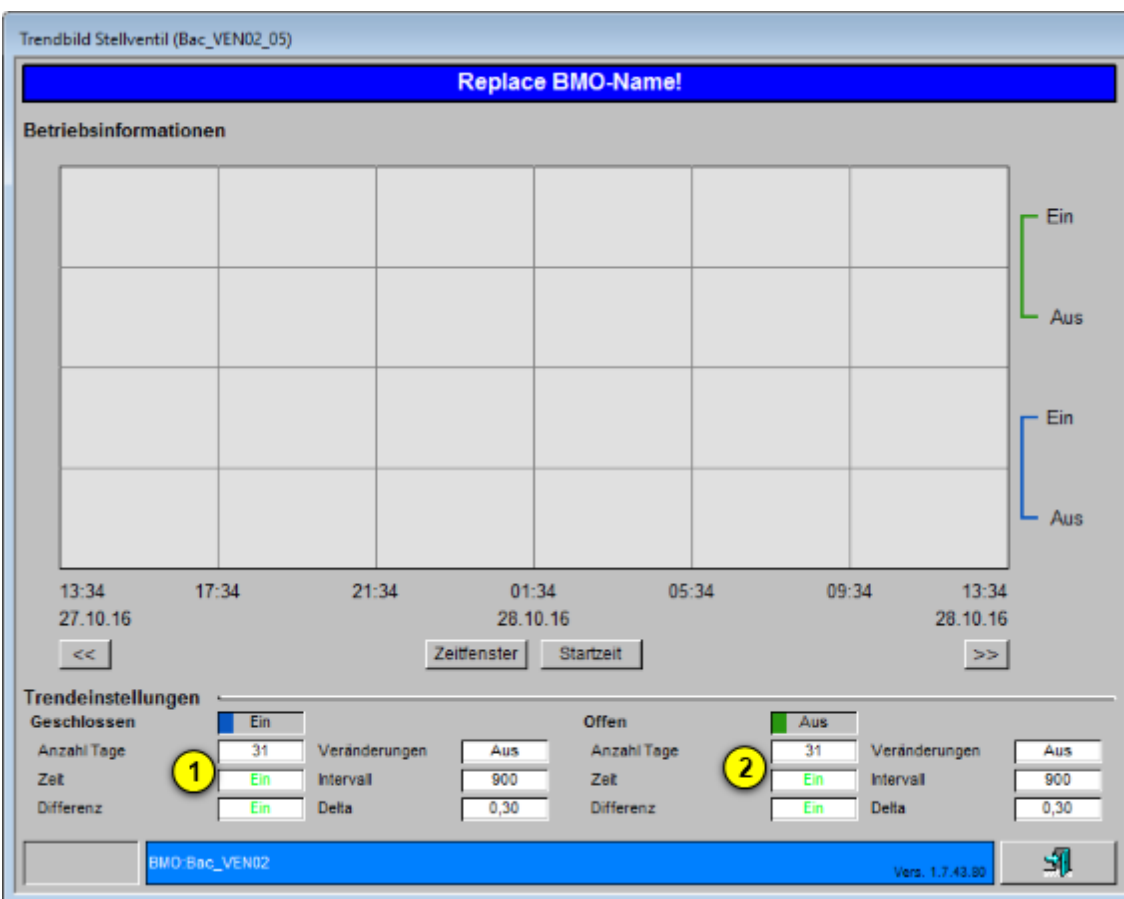 Trendbild Stellventil (Bac_VEN02_05)
Replace BMO-Name!
Betriebsinformationen
Ein
Aus
Ein
Aus
13:34 17:34 21:34 01:34 05:34 09:34 13:34
27.10.16 28.10.16 28.10.16
<< Zeitfenster Startzeit >>
Trendeinstellungen
Geschlossen Ein Offen Aus
Anzahl Tage 31 Veränderungen Aus Anzahl Tage 31 Veränderungen Aus
1 2
Zeit Ein Intervall 900 Zeit Ein Intervall 900
Differenz Ein Delta 0,30 Differenz Ein Delta 0,30
BMO:Bac_VEN02
Vers. 1.7.43.80